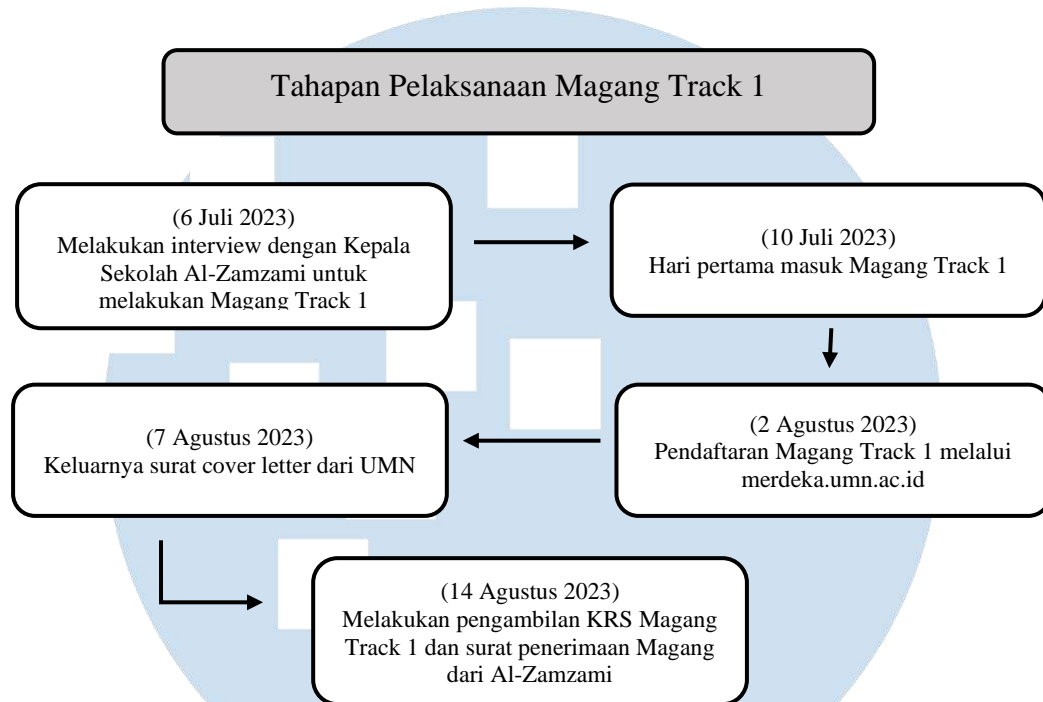 Tahapan Pelaksanaan Magang Track 1
(6 Juli 2023)
Melakukan interview dengan Kepala
Sekolah Al-Zamzami untuk
melakukan Magang Track 1
(10 Juli 2023)
Hari pertama masuk Magang Track 1
(2 Agustus 2023)
Pendaftaran Magang Track 1 melalui
merdeka.umn.ac.id
(7 Agustus 2023)
Keluarnya surat cover letter dari UMN
(14 Agustus 2023)
Melakukan pengambilan KRS Magang
Track 1 dan surat penerimaan Magang
dari Al-Zamzami